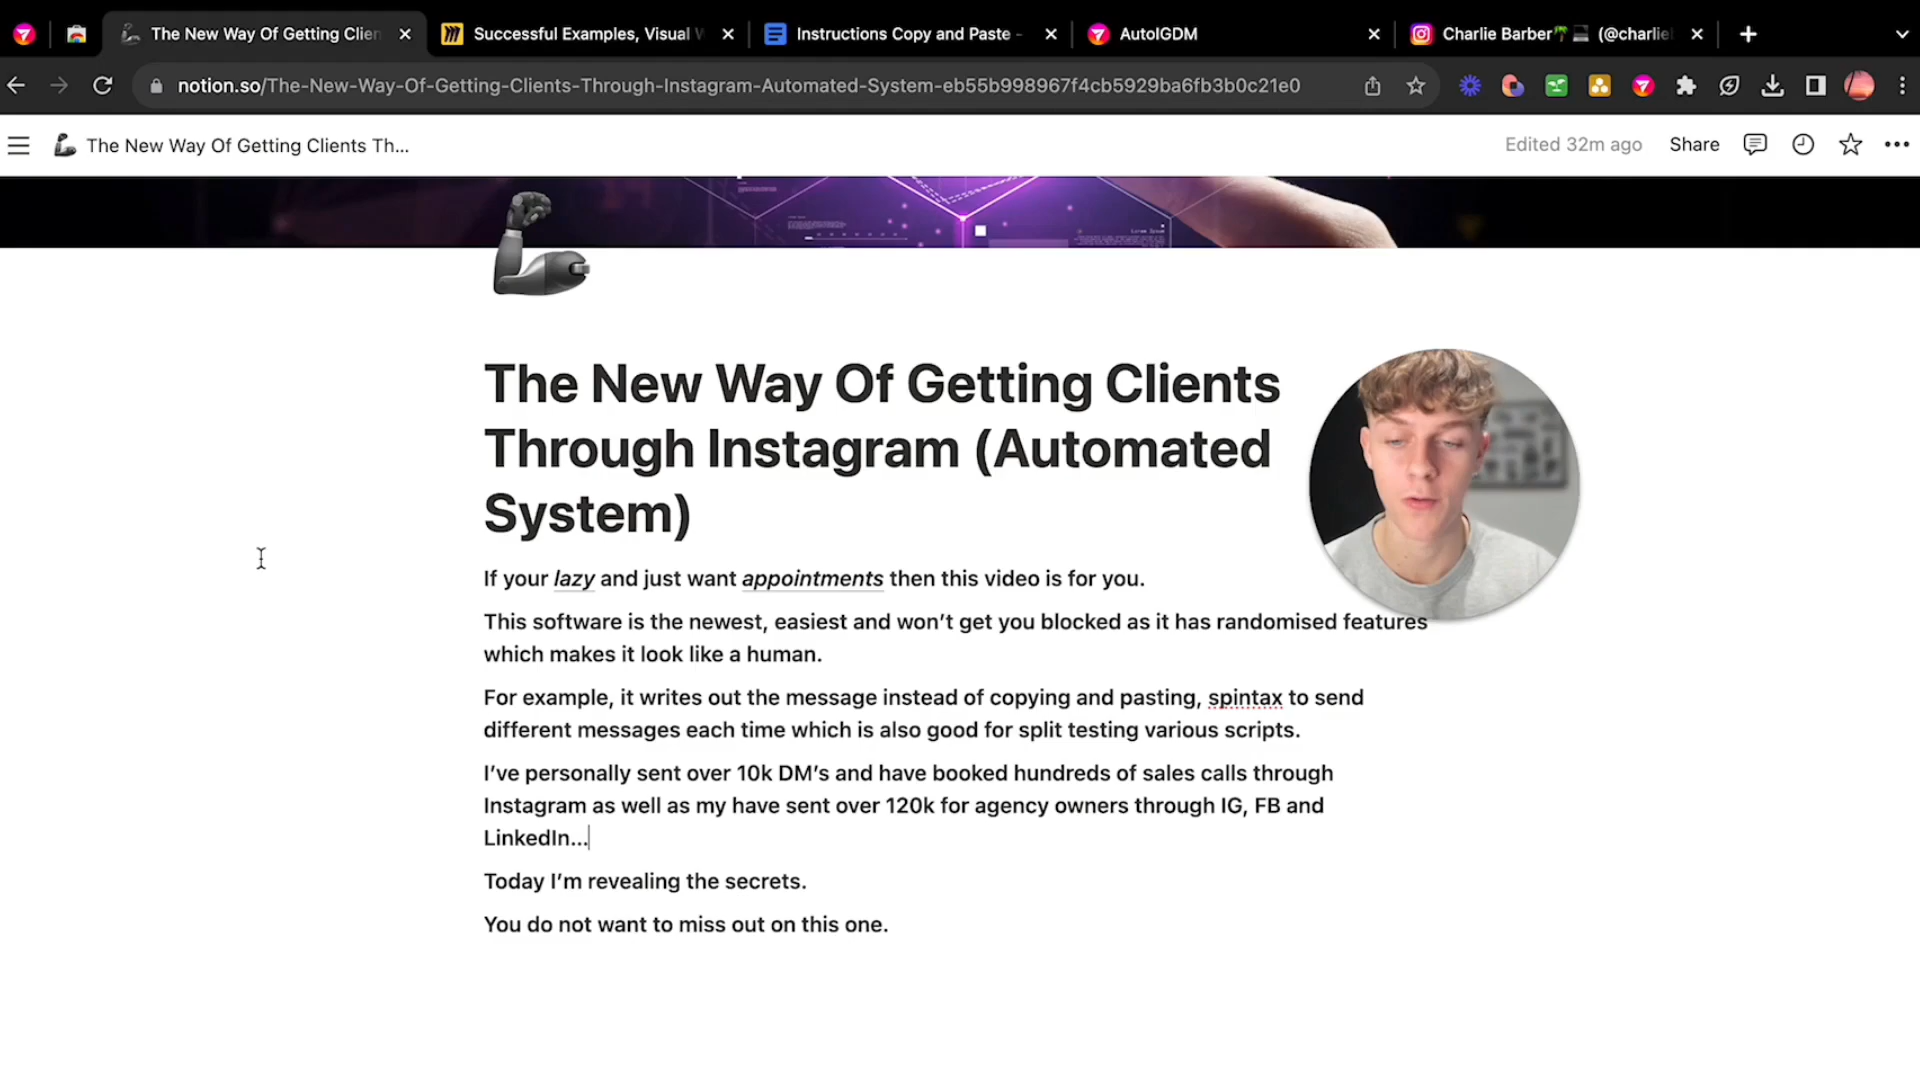 The New Way Of Getting Clien
Successful Examples, Visual W
Instructions Copy and Paste -
AutoIGDM
Charlie Barber🌴💻 (@charlie
notion.so/The-New-Way-Of-Getting-Clients-Through-Instagram-Automated-System-eb55b998967f4cb5929ba6fb3b0c21e0
The New Way Of Getting Clients Th...
Edited 32m ago
Share
The New Way Of Getting Clients
Through Instagram (Automated
System)
If your lazy and just want appointments then this video is for you.
This software is the newest, easiest and won’t get you blocked as it has randomised features
which makes it look like a human.
For example, it writes out the message instead of copying and pasting, spintax to send
different messages each time which is also good for split testing various scripts.
I’ve personally sent over 10k DM’s and have booked hundreds of sales calls through
Instagram as well as my have sent over 120k for agency owners through IG, FB and
LinkedIn...
Today I’m revealing the secrets.
You do not want to miss out on this one.